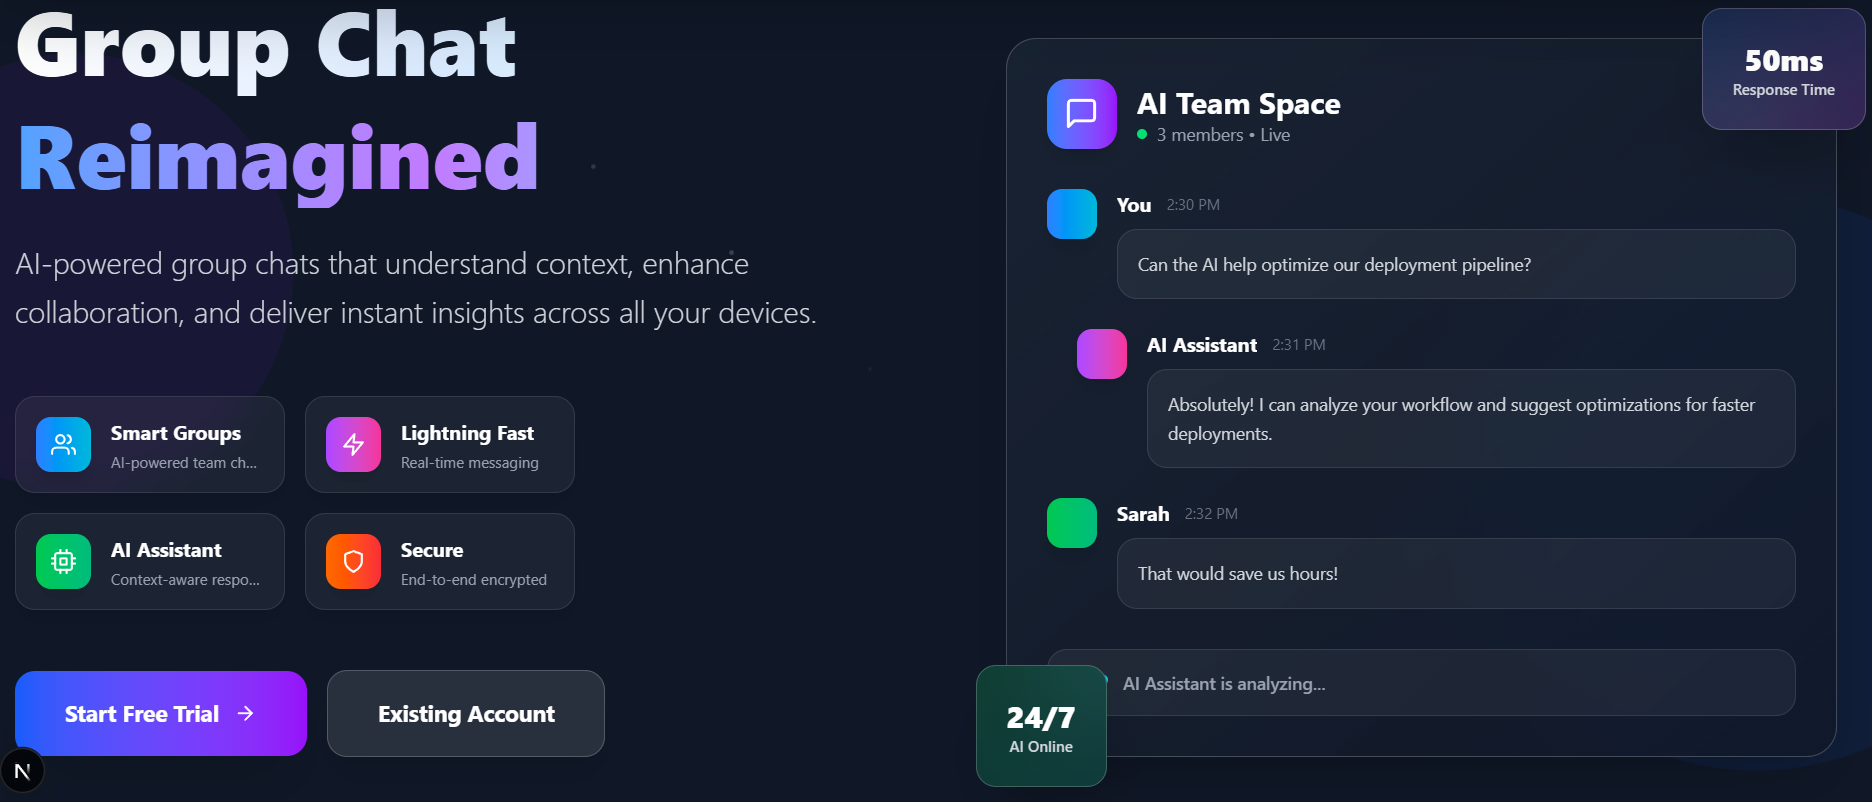 Group Chat
Reimagined
AI-powered group chats that understand context, enhance
collaboration, and deliver instant insights across all your devices.
Smart Groups
AI-powered team ch...
Lightning Fast
Real-time messaging
AI Assistant
Context-aware respo...
Secure
End-to-end encrypted
Start Free Trial
Existing Account
N
50ms
Response Time
AI Team Space
3 members • Live
You 2:30 PM
Can the AI help optimize our deployment pipeline?
AI Assistant 2:31 PM
Absolutely! I can analyze your workflow and suggest optimizations for faster
deployments.
Sarah 2:32 PM
That would save us hours!
AI Assistant is analyzing...
24/7
AI Online